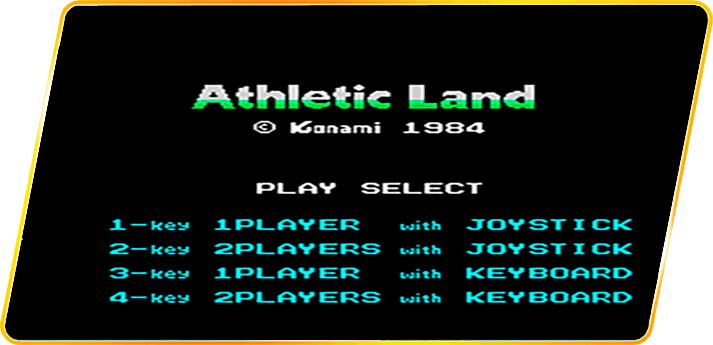 Athletic Land
© Konami 1984
PLAY SELECT
1-key 1PLAYER with JOYSTICK
2-key 2PLAYERS with JOYSTICK
3-key 1PLAYER with KEYBOARD
4-key 2PLAYERS with KEYBOARD